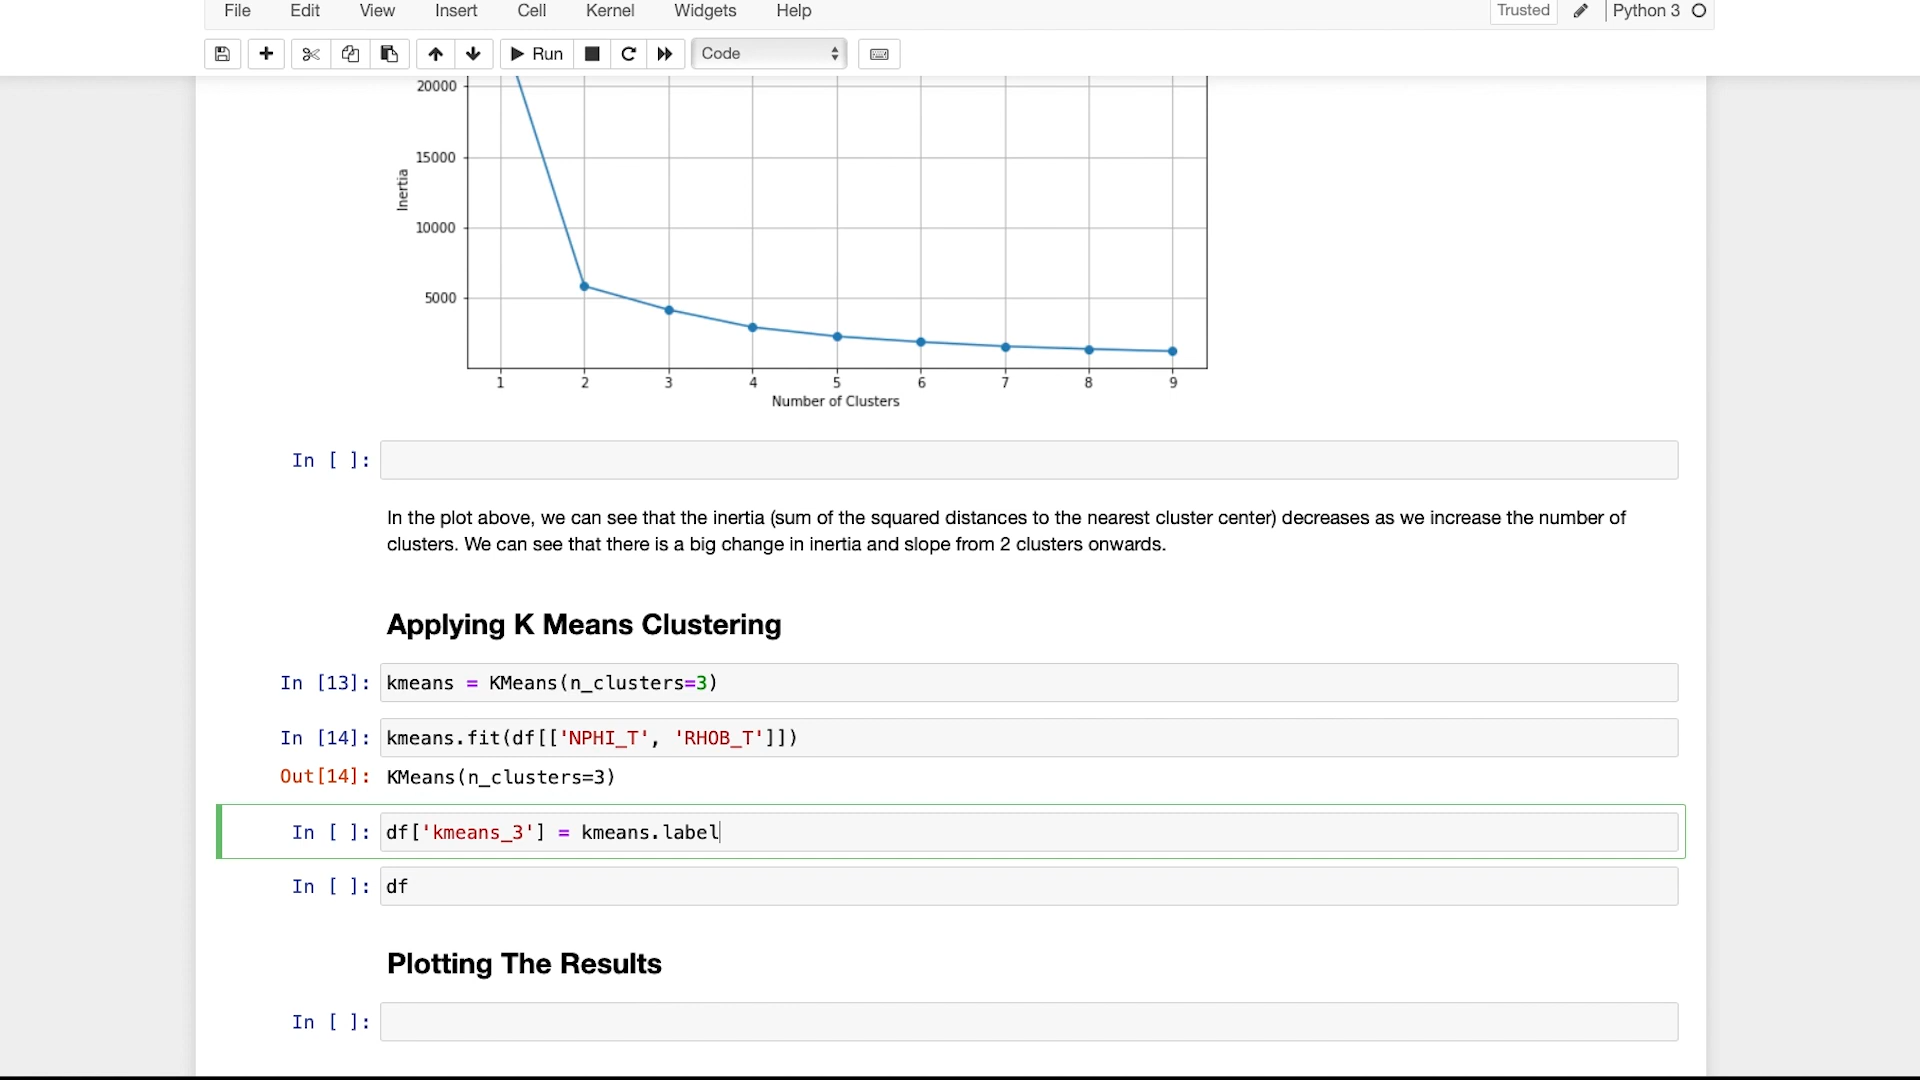 File Edit View Insert Cell Kernel Widgets Help Trusted Python 3
Run Code
20000
15000
10000
5000
Inertia
1 2 3 4 5 6 7 8 9
Number of Clusters
In [ ]:
In the plot above, we can see that the inertia (sum of the squared distances to the nearest cluster center) decreases as we increase the number of
clusters. We can see that there is a big change in inertia and slope from 2 clusters onwards.
Applying K Means Clustering
In [13]: kmeans = KMeans(n_clusters=3)
In [14]: kmeans.fit(df[['NPHI_T', 'RHOB_T']])
Out[14]: KMeans(n_clusters=3)
In [ ]: df['kmeans_3'] = kmeans.label
In [ ]: df
Plotting The Results
In [ ]: